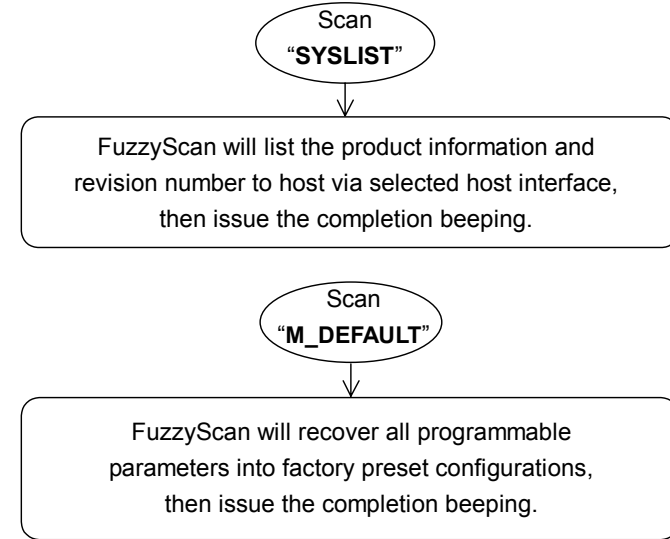 Scan
“SYSLIST”
FuzzyScan will list the product information and
revision number to host via selected host interface,
then issue the completion beeping.
Scan
“M_DEFAULT”
FuzzyScan will recover all programmable
parameters into factory preset configurations,
then issue the completion beeping.